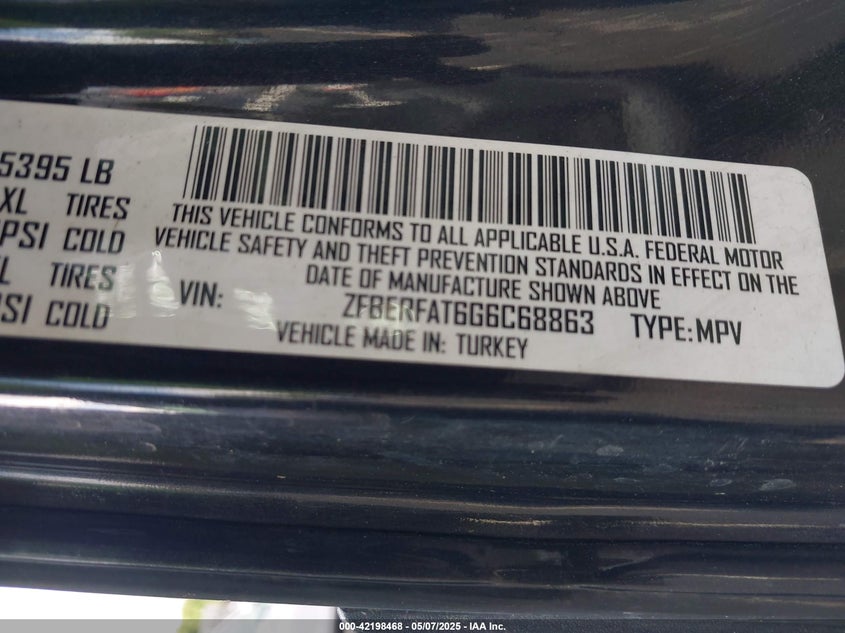 5395 LB
XL TIRES
PSI COLD
L TIRES
SI COLD
THIS VEHICLE CONFORMS TO ALL APPLICABLE U.S.A. FEDERAL MOTOR
VEHICLE SAFETY AND THEFT PREVENTION STANDARDS IN EFFECT ON THE
DATE OF MANUFACTURE SHOWN ABOVE
VIN: ZFBERFAT6G6C68863 TYPE: MPV
VEHICLE MADE IN: TURKEY
000-42198468 - 05/07/2025 - IAA Inc.